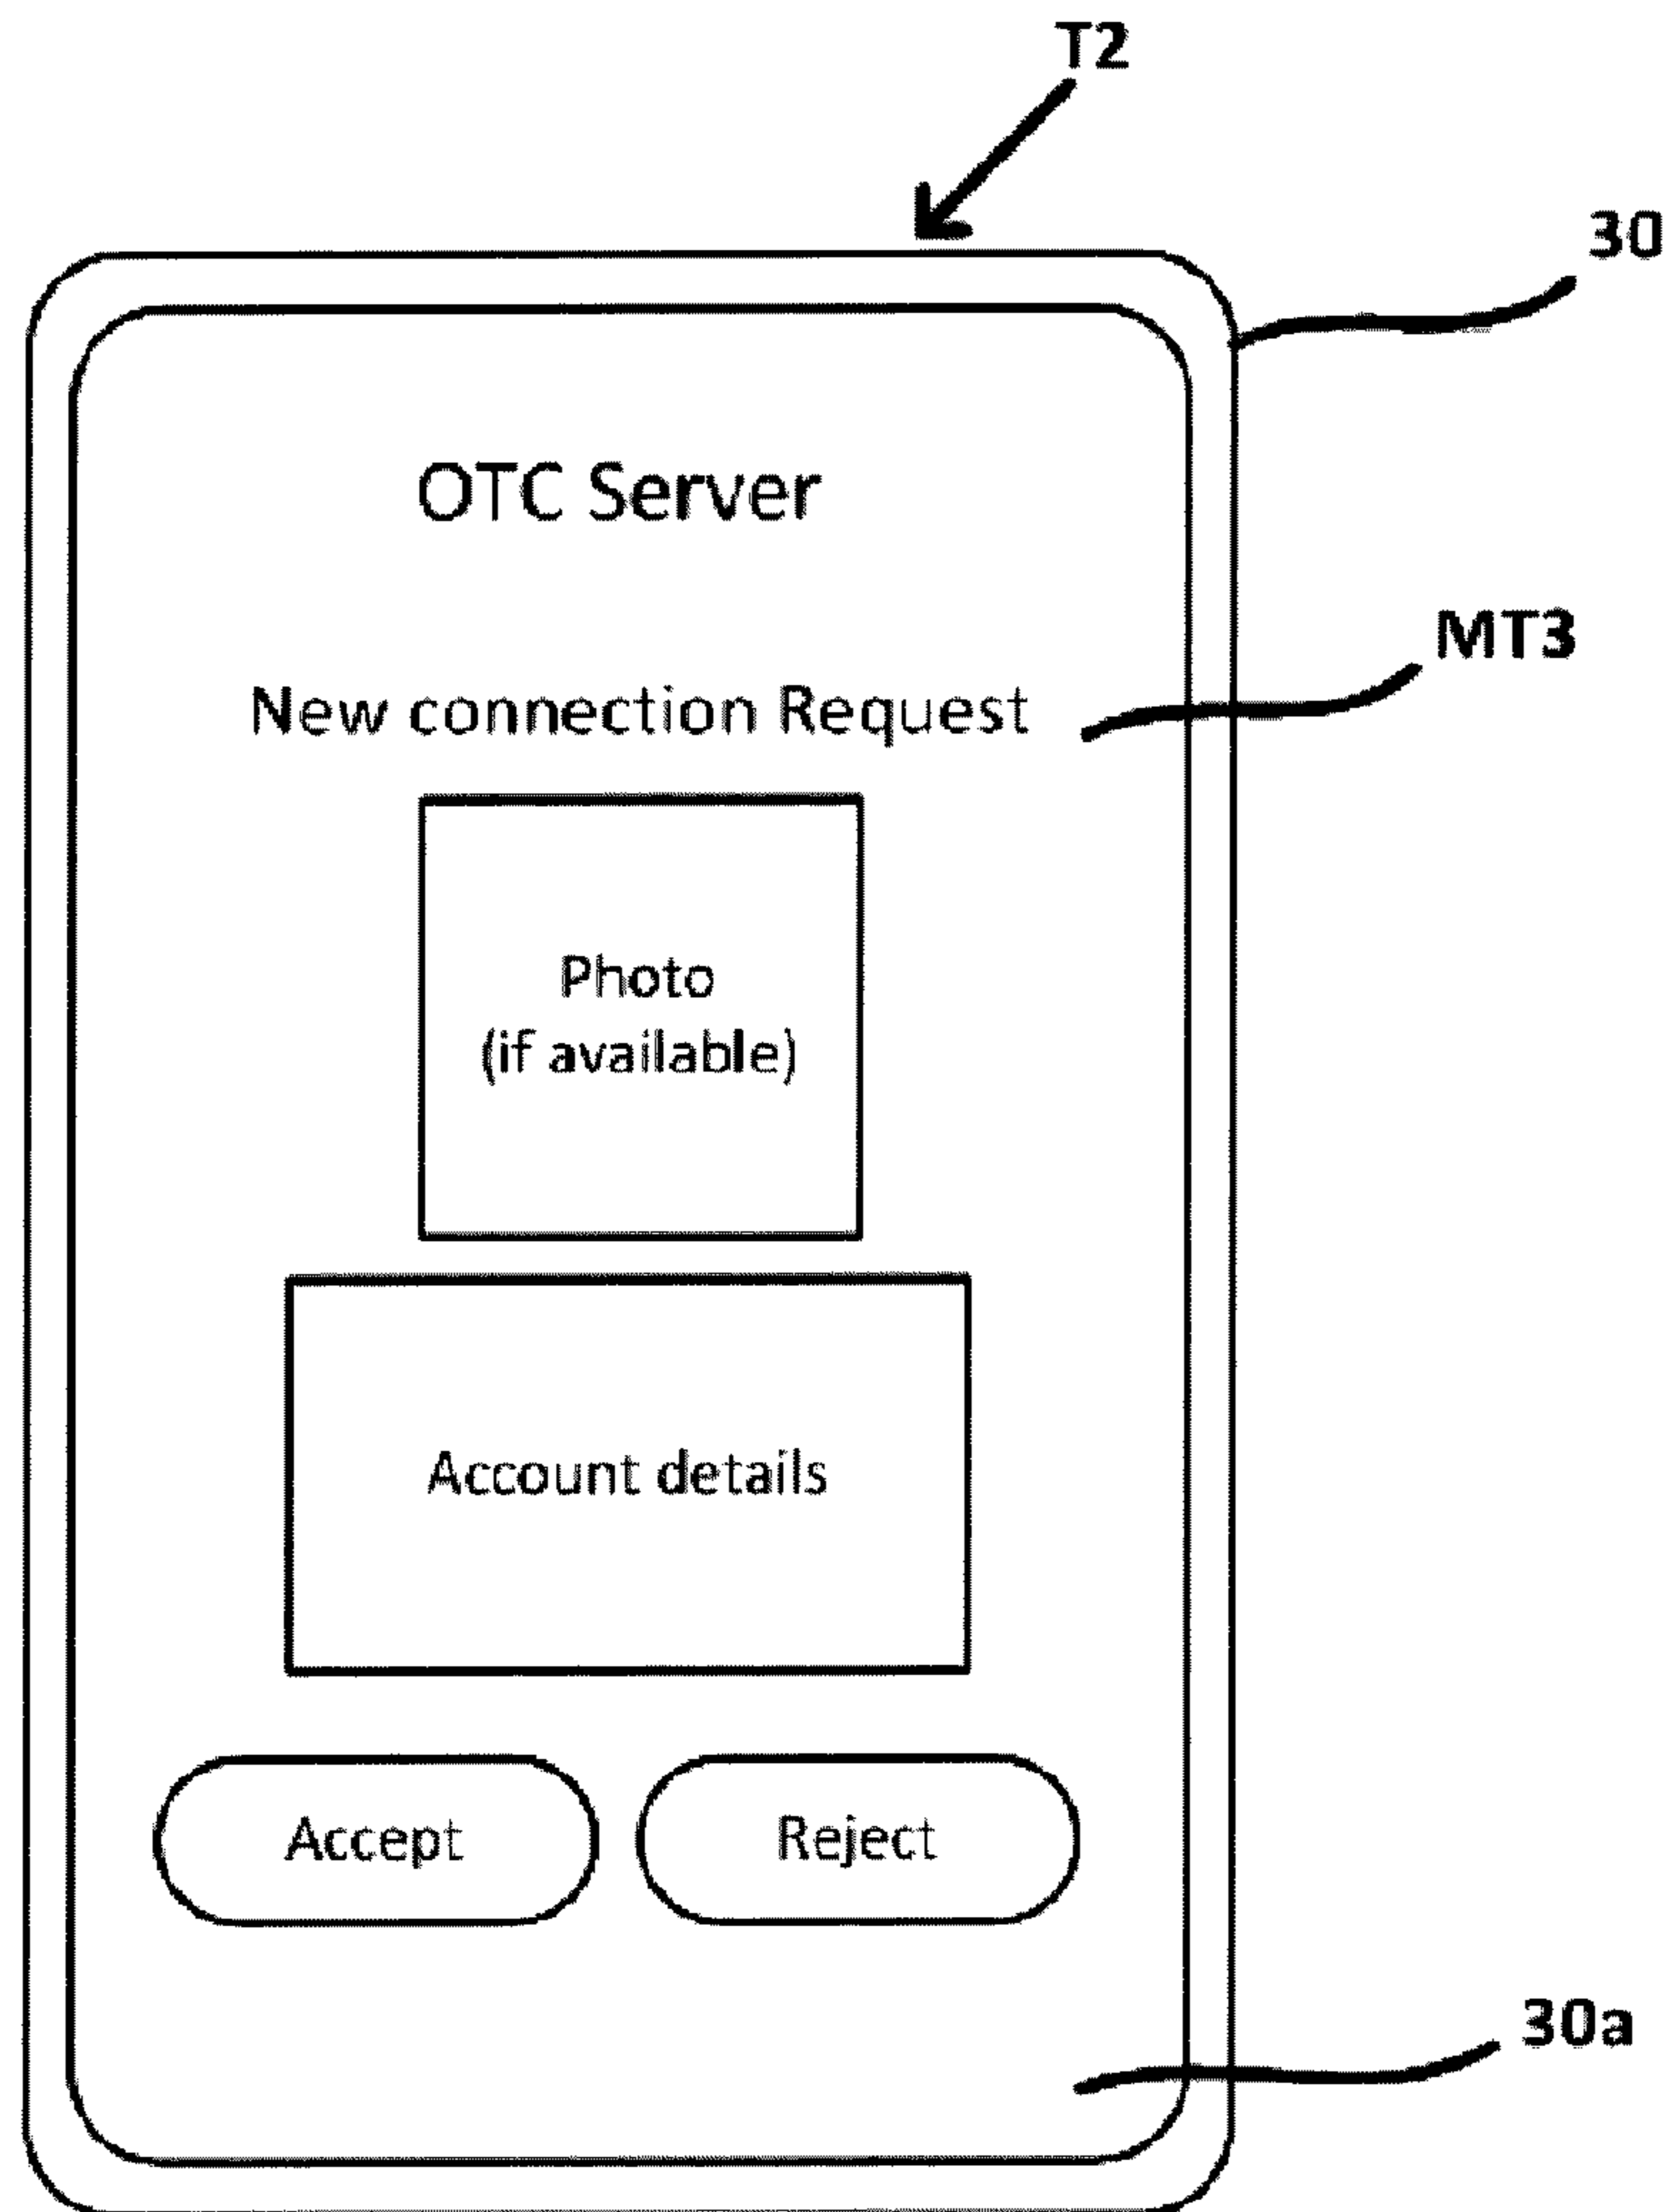 T2
30
OTC Server
MT3
New connection Request
Photo
(if available)
Account details
Accept Reject
30a